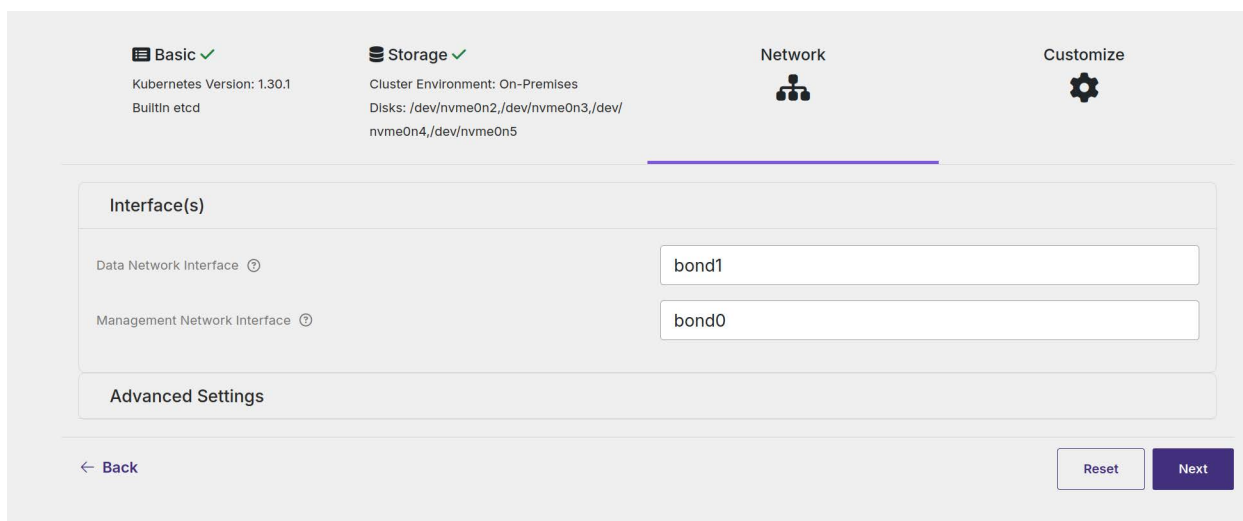 Basic
Kubernetes Version: 1.30.1
BuiltIn etcd
Storage
Cluster Environment: On-Premises
Disks: /dev/nvme0n2,/dev/nvme0n3,/dev/
nvme0n4,/dev/nvme0n5
Network
Customize
Interface(s)
Data Network Interface ?
bond1
Management Network Interface ?
bond0
Advanced Settings
← Back
Reset
Next